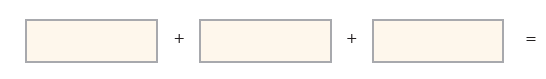 + + =